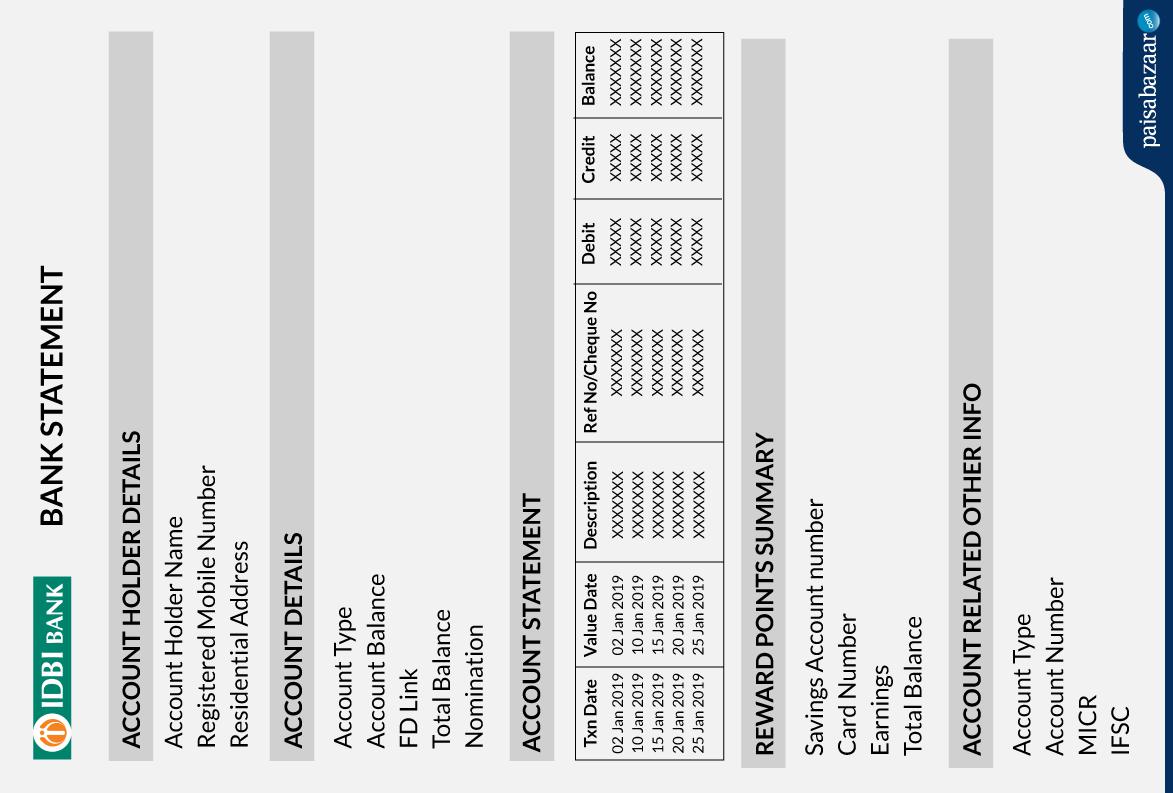 IDBI BANK BANK STATEMENT
ACCOUNT HOLDER DETAILS
Account Holder Name
Registered Mobile Number
Residential Address
ACCOUNT DETAILS
Account Type
Account Balance
FD Link
Total Balance
Nomination
ACCOUNT STATEMENT
Txn Date Value Date Description Ref No/Cheque No Debit Credit Balance
02 Jan 2019 02 Jan 2019 XXXXXXX XXXXXXX XXXXX XXXXX XXXXXXX
10 Jan 2019 10 Jan 2019 XXXXXXX XXXXXXX XXXXX XXXXX XXXXXXX
15 Jan 2019 15 Jan 2019 XXXXXXX XXXXXXX XXXXX XXXXX XXXXXXX
20 Jan 2019 20 Jan 2019 XXXXXXX XXXXXXX XXXXX XXXXX XXXXXXX
25 Jan 2019 25 Jan 2019 XXXXXXX XXXXXXX XXXXX XXXXX XXXXXXX
REWARD POINTS SUMMARY
Savings Account number
Card Number
Earnings
Total Balance
ACCOUNT RELATED OTHER INFO
Account Type
Account Number
MICR
IFSC
paisabazaar com